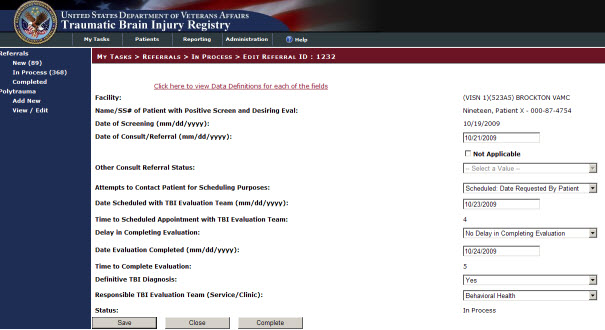 UNITED STATES DEPARTMENT OF VETERANS AFFAIRS
TRAUMATIC BRAIN INJURY REGISTRY
My Tasks Patients Reporting Administration Help
Referrals
New (89)
In Process (368)
Completed
Polytrauma
Add New
View / Edit
MY TASKS > REFERRALS > IN PROCESS > EDIT REFERRAL ID : 1232
Click here to view Data Definitions for each of the fields
Facility: (VISN 1)(523A5) BROCKTON VAMC
Name/SS# of Patient with Positive Screen and Desiring Eval: Nineteen, Patient X - 000-87-4754
Date of Screening (mm/dd/yyyy): 10/19/2009
Date of Consult/Referral (mm/dd/yyyy): 10/21/2009
Not Applicable
Other Consult Referral Status: -- Select a Value --
Attempts to Contact Patient for Scheduling Purposes: Scheduled: Date Requested By Patient
Date Scheduled with TBI Evaluation Team (mm/dd/yyyy): 10/23/2009
Time to Scheduled Appointment with TBI Evaluation Team: 4
Delay in Completing Evaluation: No Delay in Completing Evaluation
Date Evaluation Completed (mm/dd/yyyy): 10/24/2009
Time to Complete Evaluation: 5
Definitive TBI Diagnosis: Yes
Responsible TBI Evaluation Team (Service/Clinic): Behavioral Health
Status: In Process
Save Close Complete